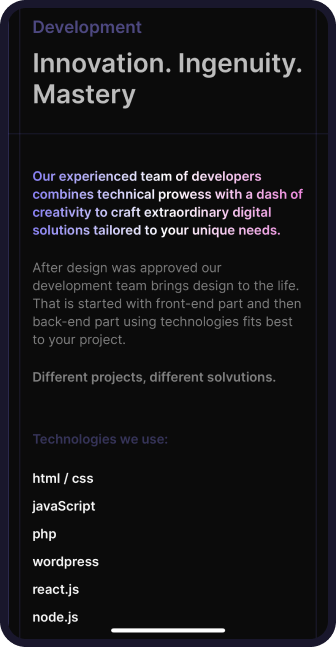 Development
Innovation. Ingenuity.
Mastery
Our experienced team of developers
combines technical prowess with a dash of
creativity to craft extraordinary digital
solutions tailored to your unique needs.
After design was approved our
development team brings design to the life.
That is started with front-end part and then
back-end part using technologies fits best
to your project.
Different projects, different solvutions.
Technologies we use:
html / css
javaScript
php
wordpress
react.js
node.js